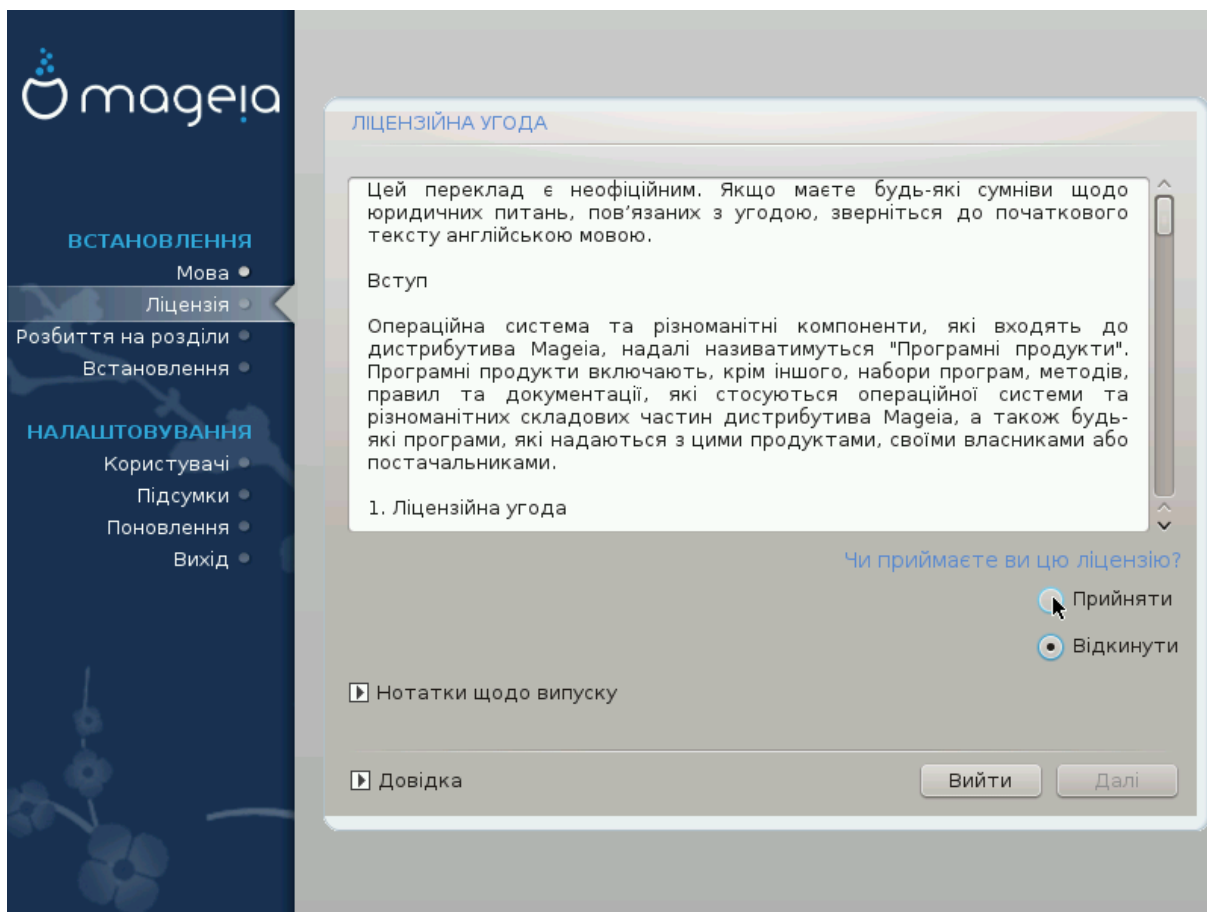 mageia
ВСТАНОВЛЕННЯ
Мова
Ліцензія
Розбиття на розділи
Встановлення
НАЛАШТОВУВАННЯ
Користувачі
Підсумки
Поновлення
Вихід
ЛІЦЕНЗІЙНА УГОДА
Цей переклад є неофіційним. Якщо маєте будь-які сумніви щодо
юридичних питань, пов’язаних з угодою, зверніться до початкового
тексту англійською мовою.
Вступ
Операційна система та різноманітні компоненти, які входять до
дистрибутива Mageia, надалі називатимуться "Програмні продукти".
Програмні продукти включають, крім іншого, набори програм, методів,
правил та документації, які стосуються операційної системи та
різноманітних складових частин дистрибутива Mageia, а також будь-
які програми, які надаються з цими продуктами, своїми власниками або
постачальниками.
1. Ліцензійна угода
Чи приймаєте ви цю ліцензію?
Прийняти
Відкинути
Нотатки щодо випуску
Довідка
Вийти
Далі